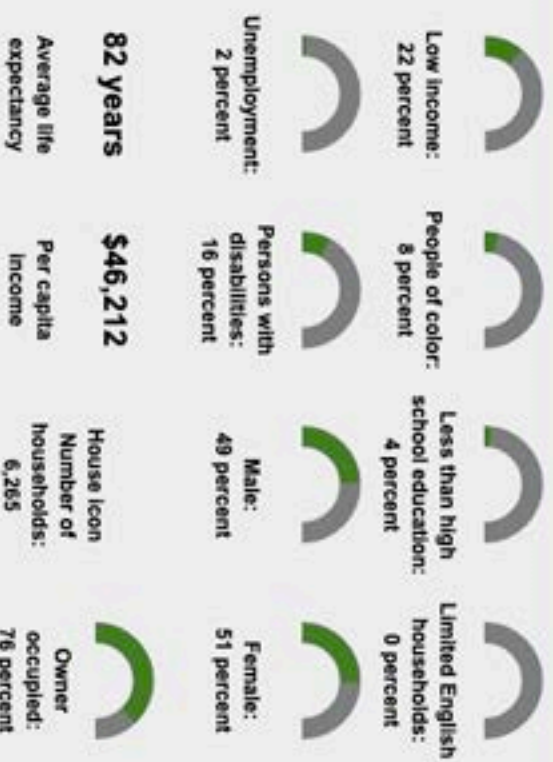 Low income:
22 percent
People of color:
8 percent
Less than high
school education:
4 percent
Limited English
households:
0 percent
Unemployment:
2 percent
Persons with
disabilities:
16 percent
Male:
49 percent
Female:
51 percent
82 years
Average life
expectancy
$46,212
Per capita
income
House icon
Number of
households:
6,265
Owner
occupied:
76 percent